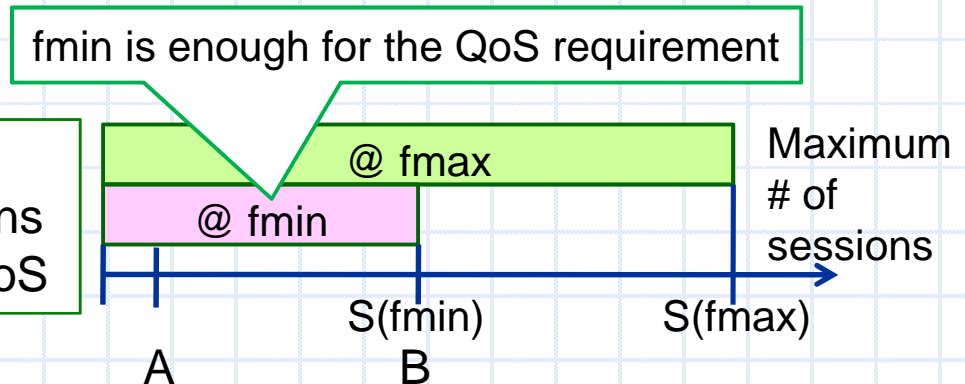 fmin is enough for the QoS requirement
@ fmax
@ fmin
Maximum
# of
sessions
S(fmin)
S(fmax)
A
B